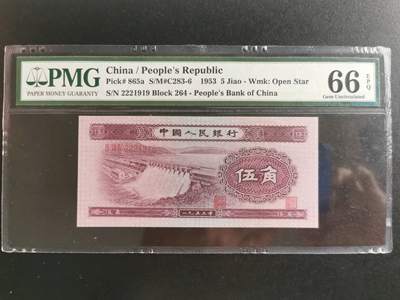 PMG
PAPER MONEY GUARANTY
China / People's Republic
Pick# 865a S/M#C283-6 1953 5 Jiao - Wmk: Open Star
S/N 2221919 Block 264 - People's Bank of China
66 EPQ
Gem Uncirculated
中國人民銀行
2221919
伍角
一九五三年